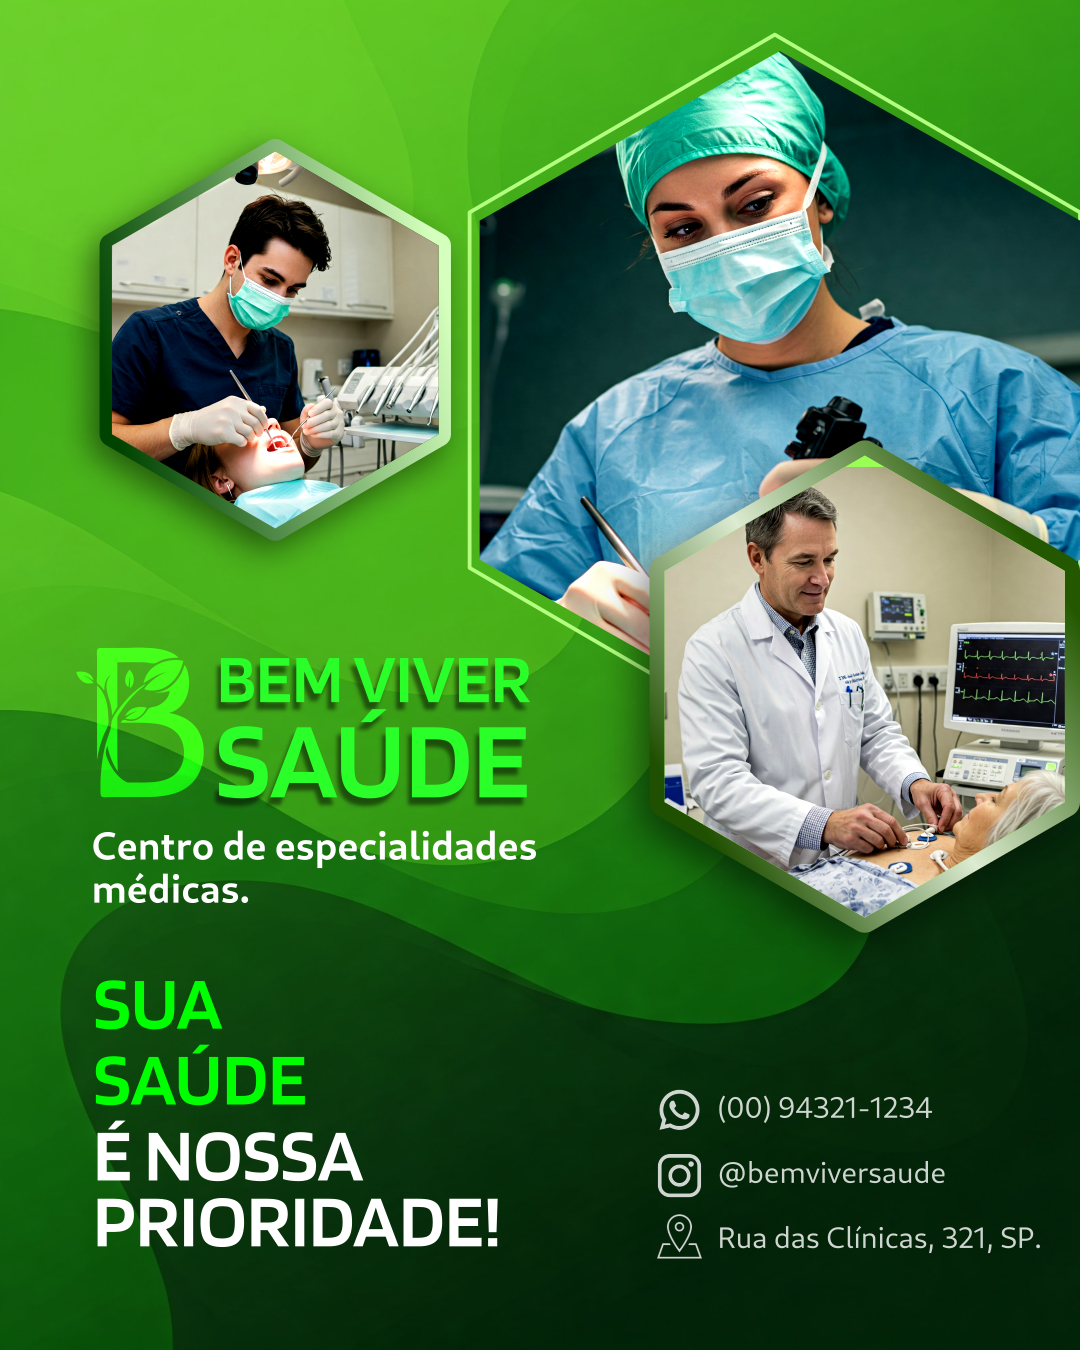 B
BEM VIVER
SAÚDE
Centro de especialidades
médicas.
SUA
SAÚDE
É NOSSA
PRIORIDADE!
(00) 94321-1234
@bemviversaude
Rua das Clínicas, 321, SP.